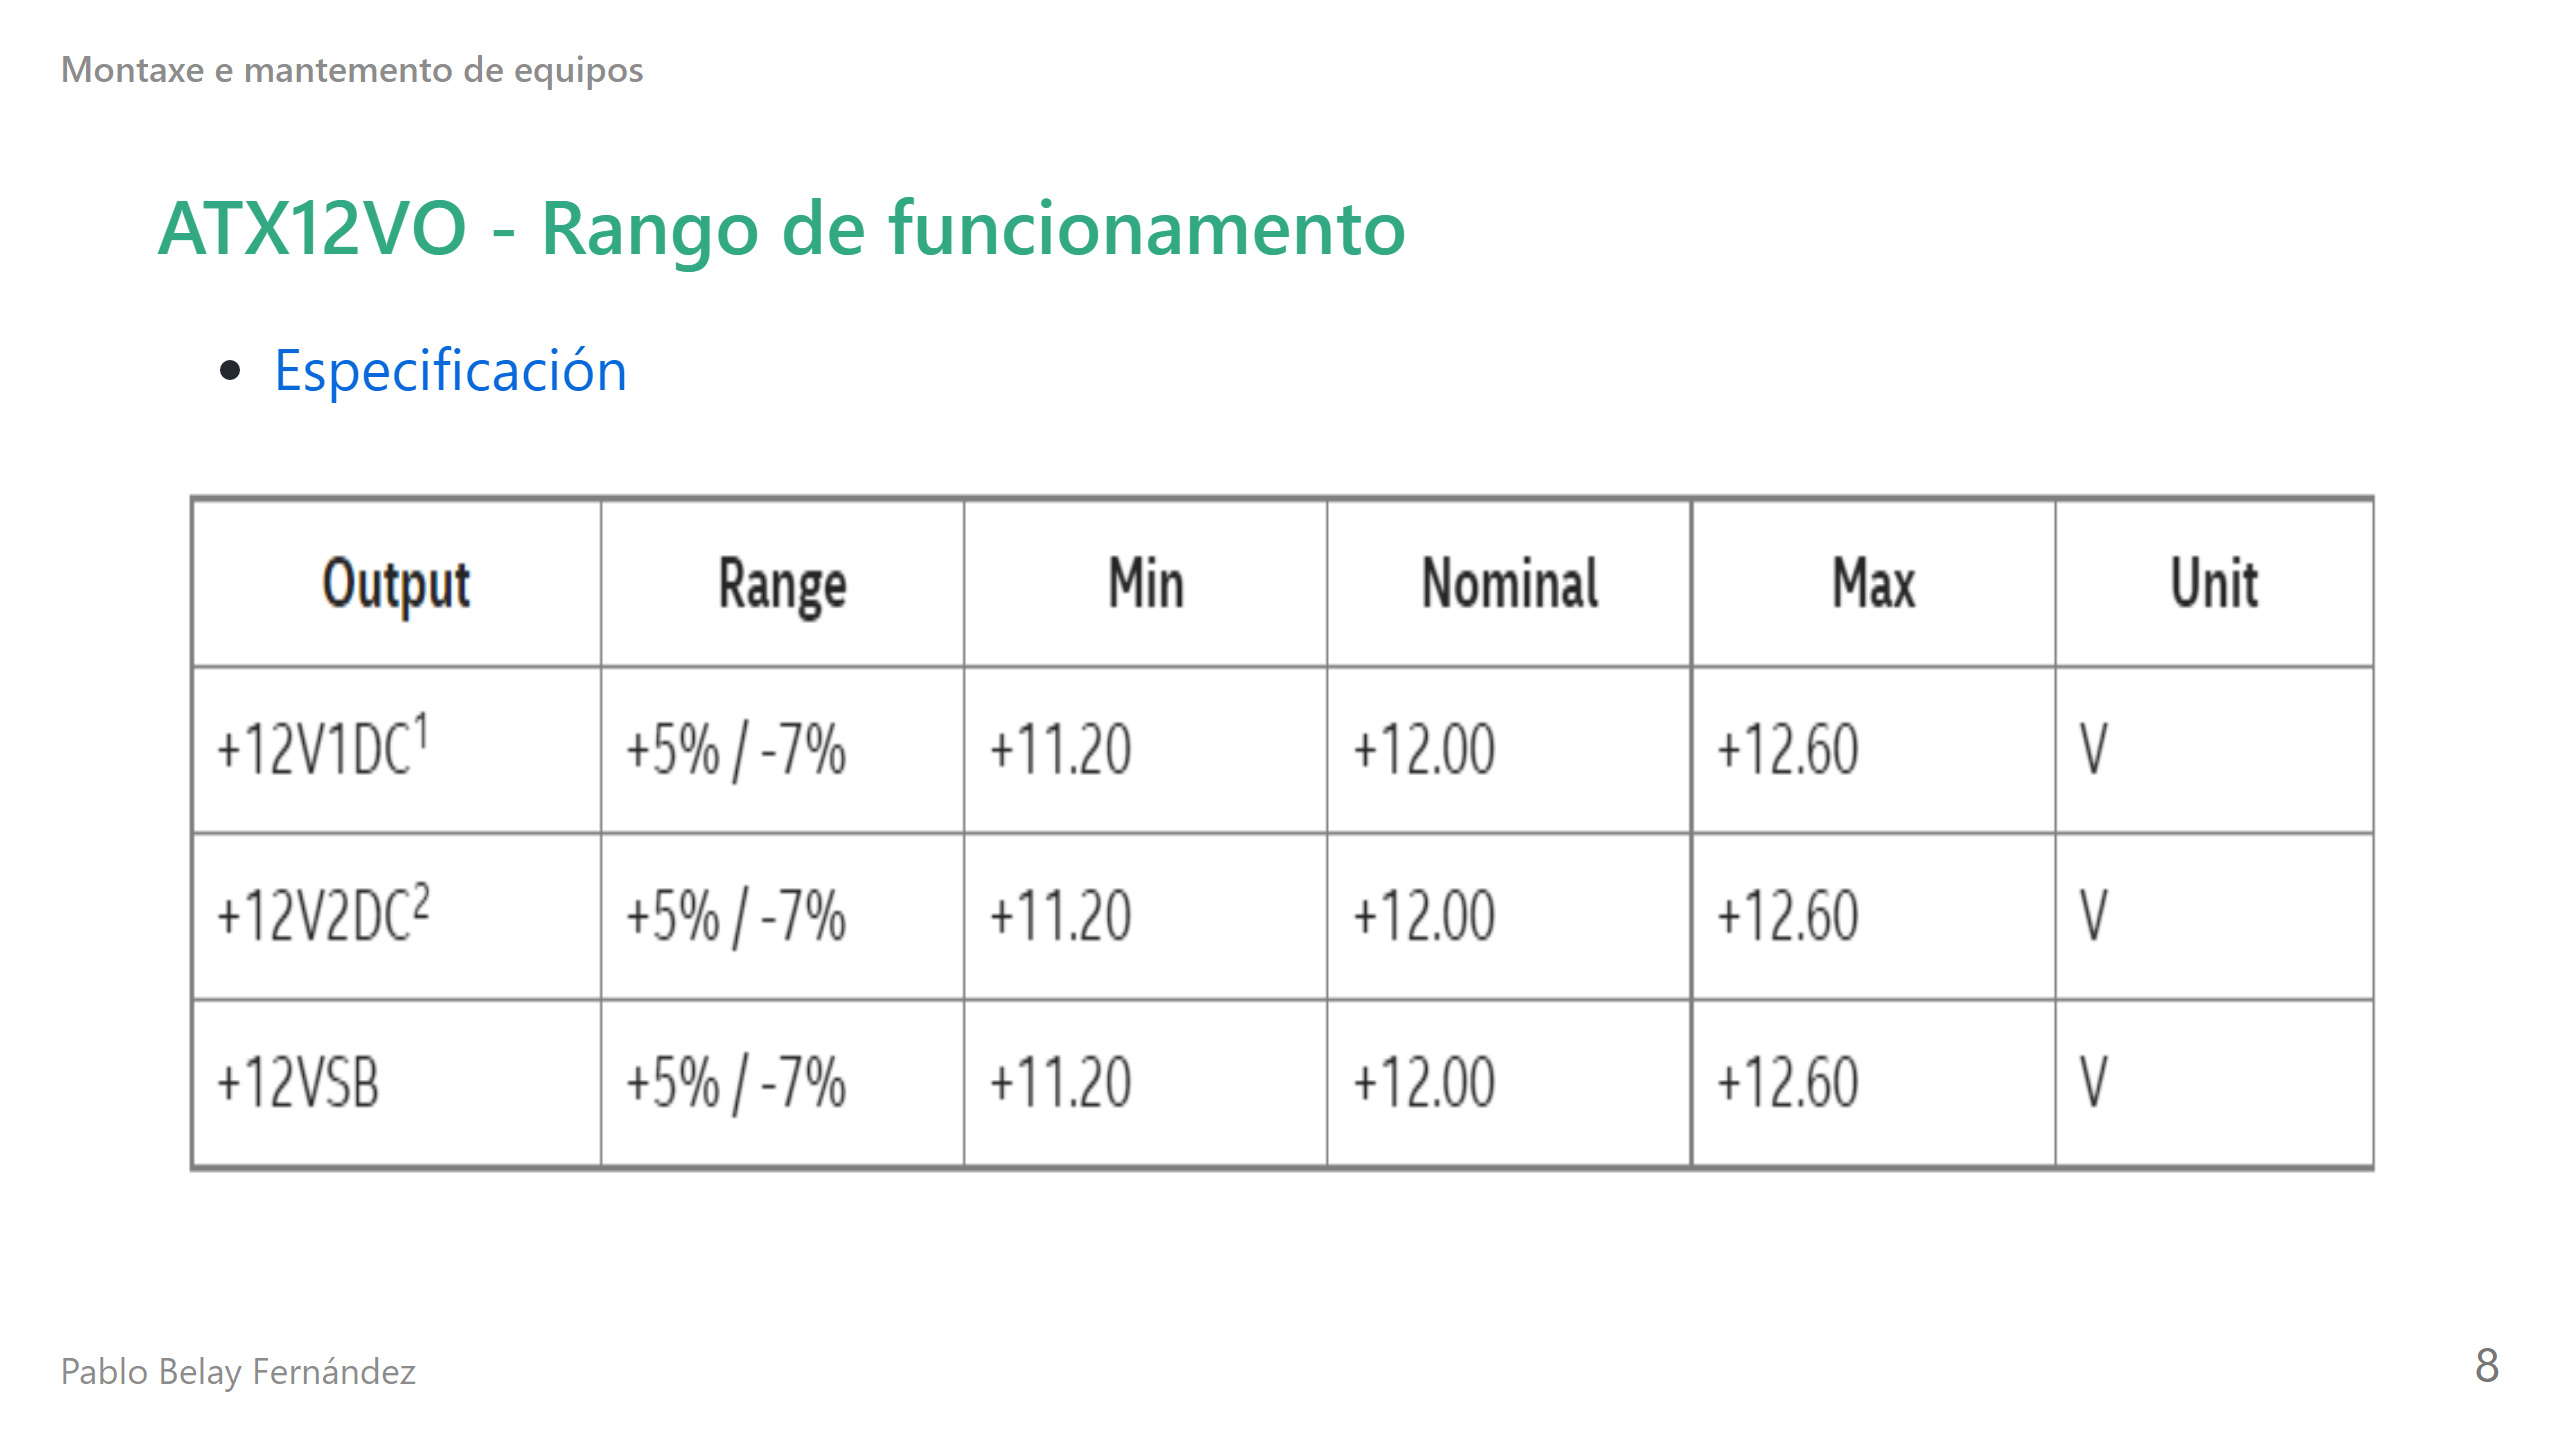 Montaxe e mantemento de equipos
ATX12VO - Rango de funcionamento
• Especificación
Output Range Min Nominal Max Unit
+12V1DC¹ +5% / -7% +11.20 +12.00 +12.60 V
+12V2DC² +5% / -7% +11.20 +12.00 +12.60 V
+12VSB +5% / -7% +11.20 +12.00 +12.60 V
Pablo Belay Fernández
8